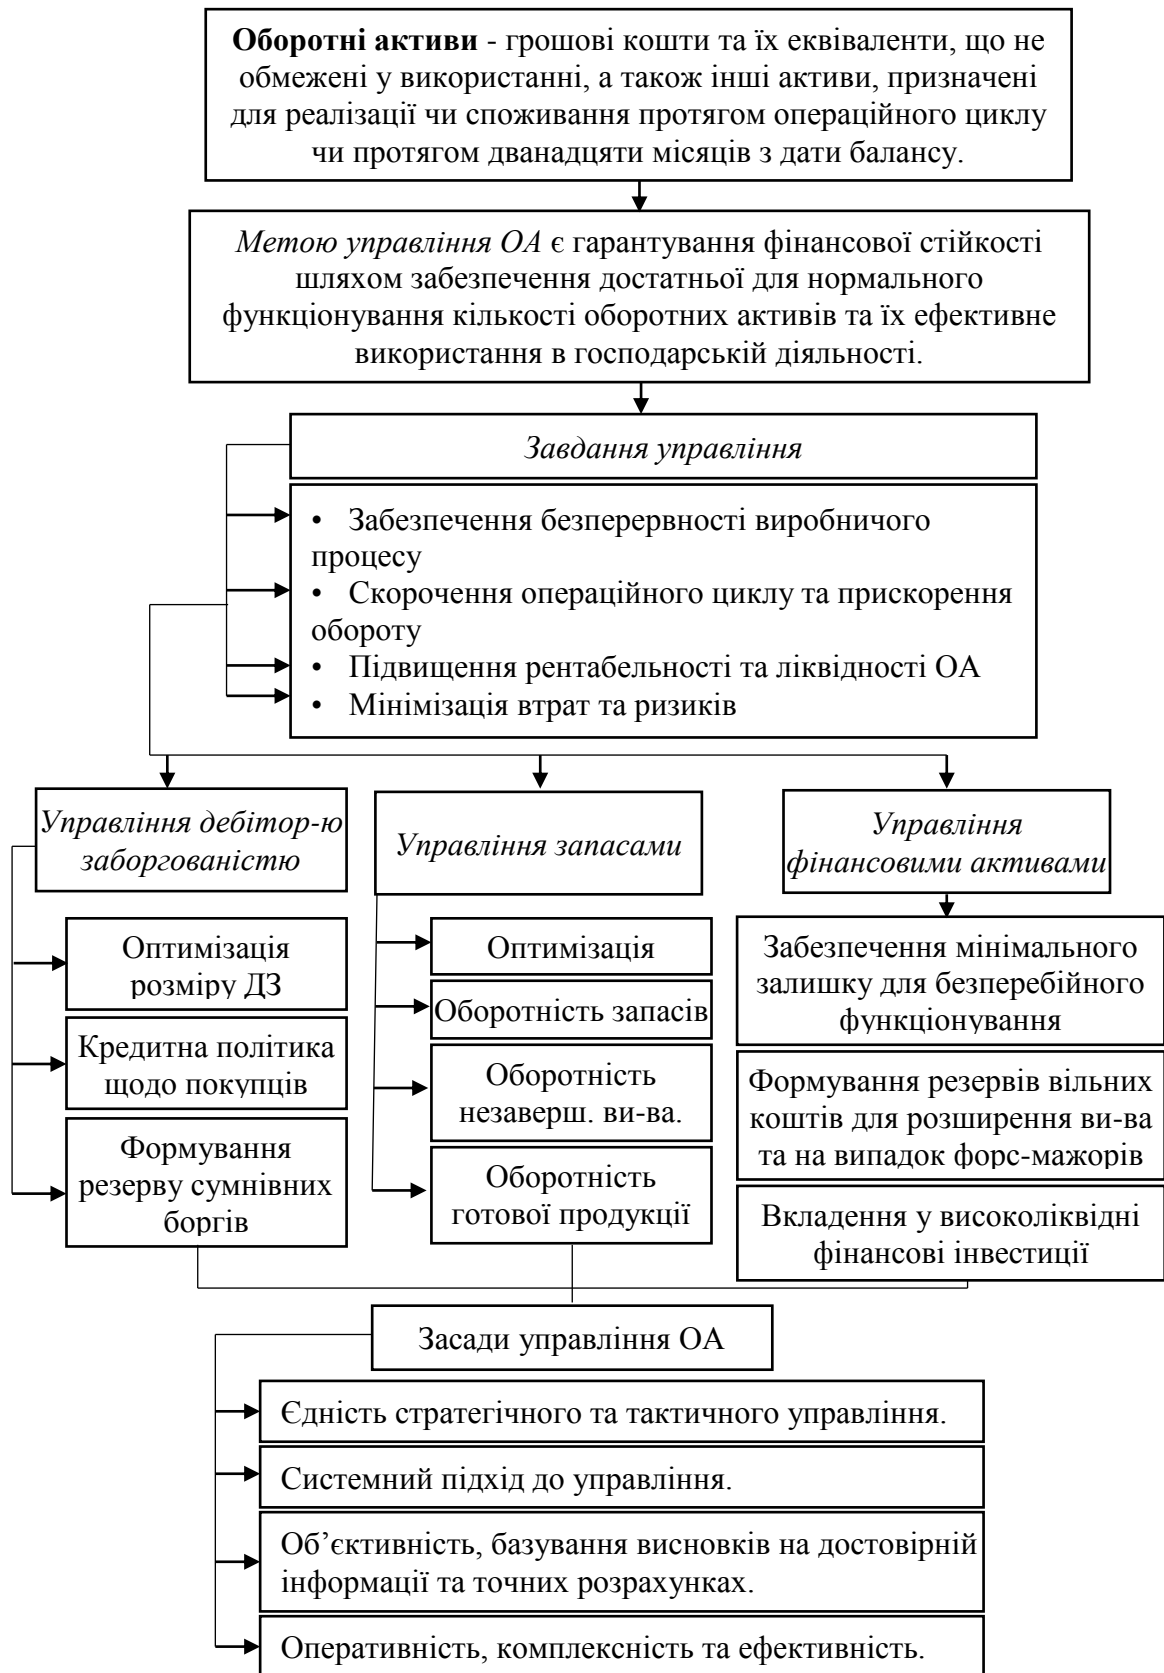 Оборотні активи - грошові кошти та їх еквіваленти, що не
обмежені у використанні, а також інші активи, призначені
для реалізації чи споживання протягом операційного циклу
чи протягом дванадцяти місяців з дати балансу.
Метою управління ОА є гарантування фінансової стійкості
шляхом забезпечення достатньої для нормального
функціонування кількості оборотних активів та їх ефективне
використання в господарській діяльності.
Завдання управління
• Забезпечення безперервності виробничого
процесу
• Скорочення операційного циклу та прискорення
обороту
• Підвищення рентабельності та ліквідності ОА
• Мінімізація втрат та ризиків
Управління дебітор-ю
заборгованістю
Оптимізація
розміру ДЗ
Кредитна політика
щодо покупців
Формування
резерву сумнівних
боргів
Управління запасами
Оптимізація
Оборотність запасів
Оборотність
незаверш. ви-ва.
Оборотність
готової продукції
Управління
фінансовими активами
Забезпечення мінімального
залишку для безперебійного
функціонування
Формування резервів вільних
коштів для розширення ви-ва
та на випадок форс-мажорів
Вкладення у високоліквідні
фінансові інвестиції
Засади управління ОА
Єдність стратегічного та тактичного управління.
Системний підхід до управління.
Об’єктивність, базування висновків на достовірній
інформації та точних розрахунках.
Оперативність, комплексність та ефективність.